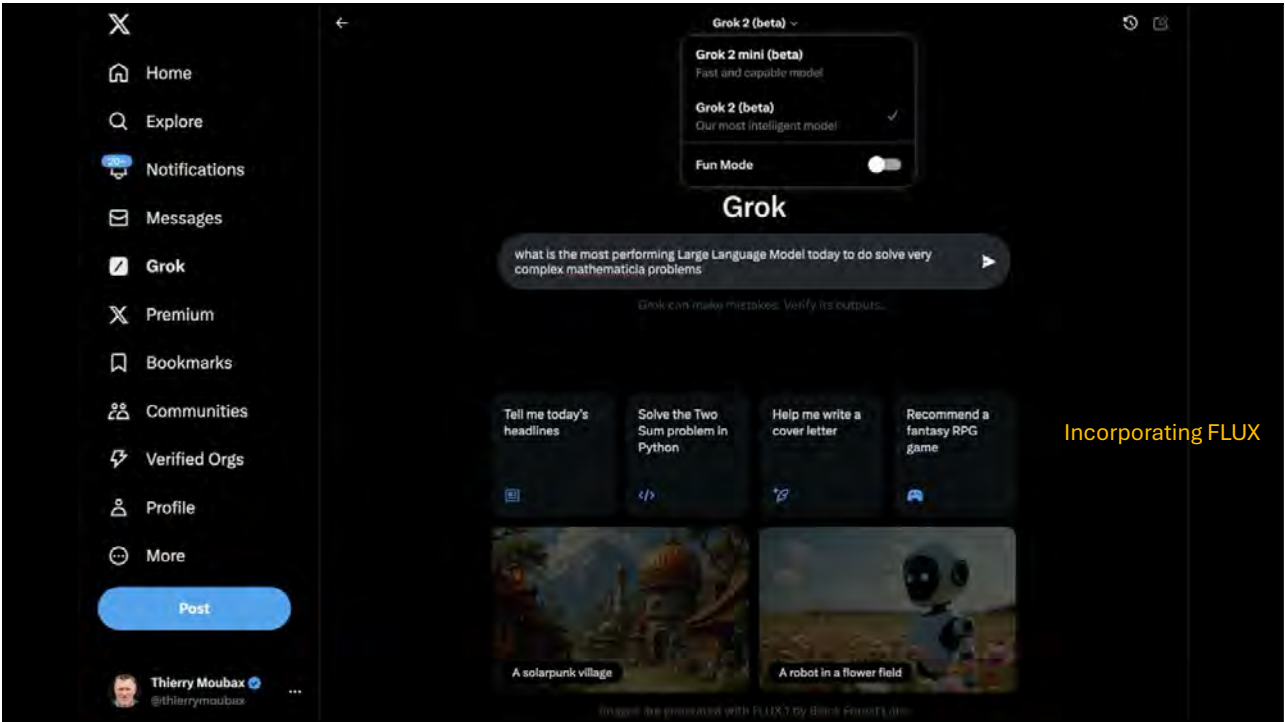 Home
Explore
20+
Notifications
Messages
Grok
Premium
Bookmarks
Communities
Verified Orgs
Profile
More
Post
Thierry Moubax
@thierrymoubax
Grok 2 (beta)
Grok 2 mini (beta)
Fast and capable model
Grok 2 (beta)
Our most intelligent model
Fun Mode
Grok
what is the most performing Large Language Model today to do solve very
complex mathematicla problems
Grok can make mistakes. Verify its outputs.
Tell me today's
headlines
Solve the Two
Sum problem in
Python
</>
Help me write a
cover letter
Recommend a
fantasy RPG
game
A solarpunk village
A robot in a flower field
Images are generated with FLUX.1 by Black Forest Labs
Incorporating FLUX